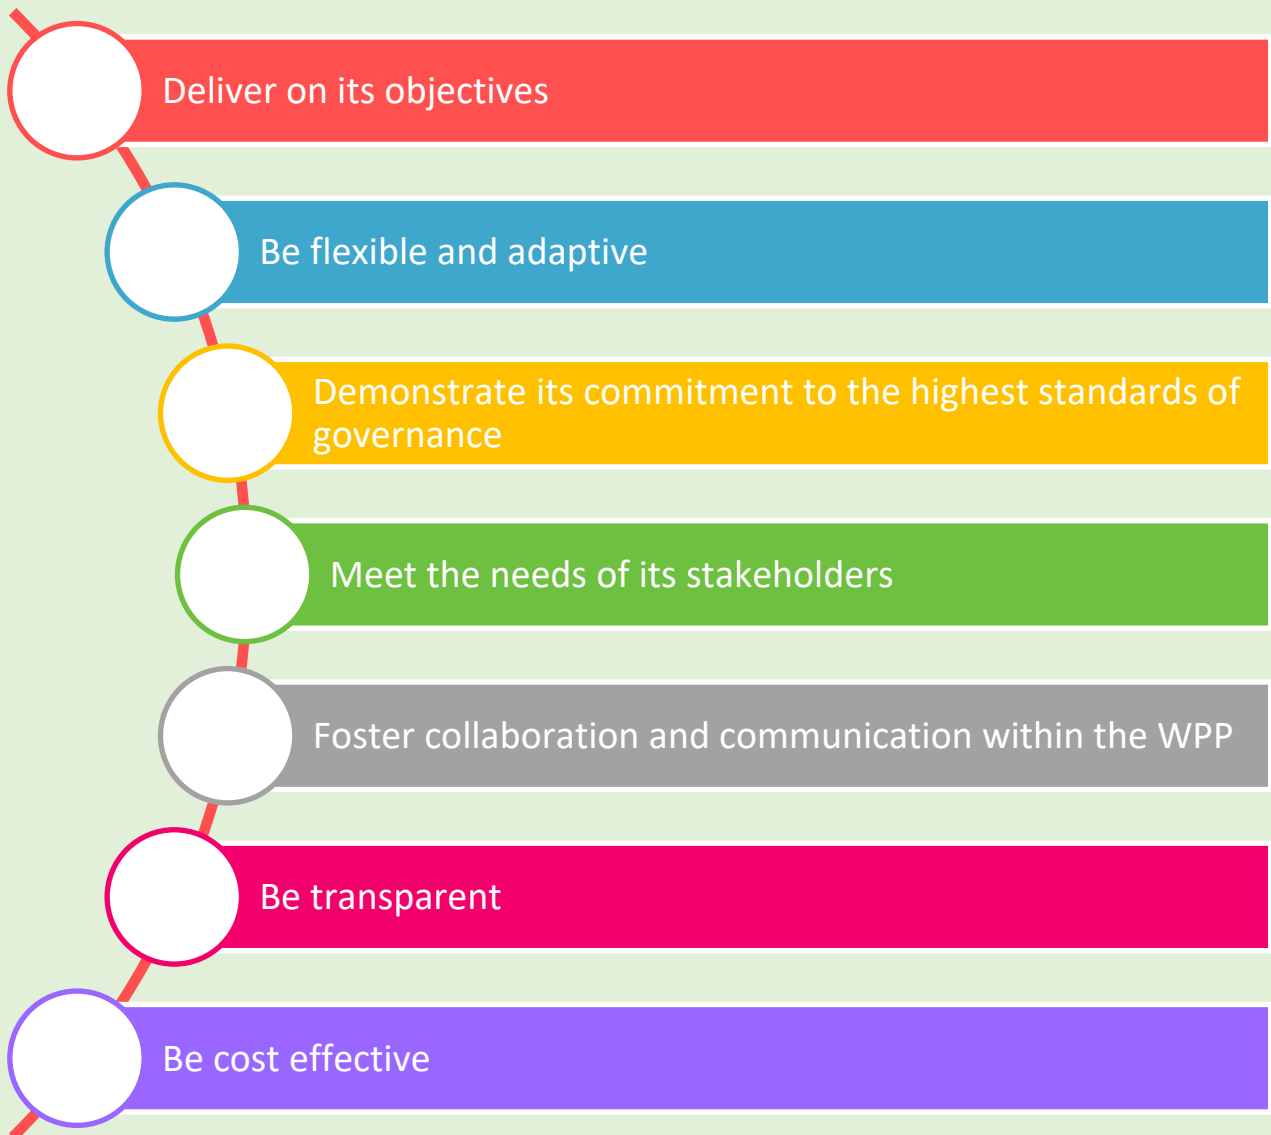 Deliver on its objectives
Be flexible and adaptive
Demonstrate its commitment to the highest standards of
governance
Meet the needs of its stakeholders
Foster collaboration and communication within the WPP
Be transparent
Be cost effective